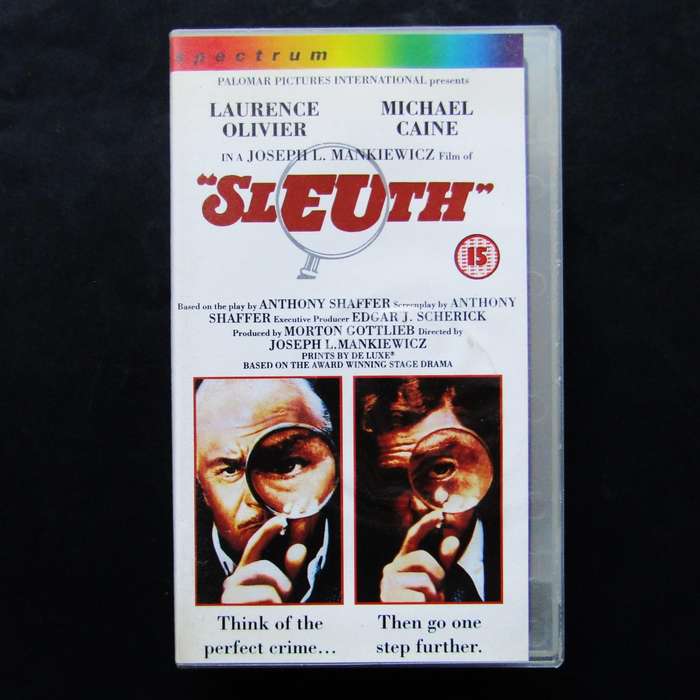 spectrum
PALOMAR PICTURES INTERNATIONAL presents
LAURENCE OLIVIER
MICHAEL CAINE
IN A JOSEPH L. MANKIEWICZ Film of
"SLEUTH"
15
Based on the play by ANTHONY SHAFFER Screenplay by ANTHONY
SHAFFER Executive Producer EDGAR J. SCHERICK
Produced by MORTON GOTTLIEB Directed by
JOSEPH L.MANKIEWICZ
PRINTS BY DE LUXE®
BASED ON THE AWARD WINNING STAGE DRAMA
Think of the
perfect crime...
Then go one
step further.